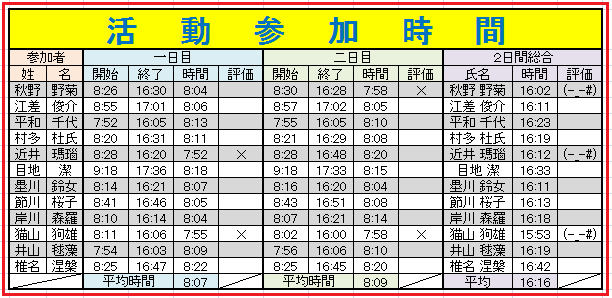 活動参加時間
参加者 一日目 二日目 2日間総合
姓 名 開始 終了 時間 評価 開始 終了 時間 評価 氏名 時間 評価
秋野 野菊 8:26 16:30 8:04 8:30 16:28 7:58 × 秋野 野菊 16:02 (-_-#)
江差 俊介 8:55 17:01 8:06 8:57 17:02 8:05 江差 俊介 16:11
平和 千代 7:52 16:05 8:13 7:55 16:05 8:10 平和 千代 16:23
村多 杜氏 8:20 16:31 8:11 8:21 16:29 8:08 村多 杜氏 16:19
近井 瑪瑙 8:28 16:20 7:52 × 8:28 16:48 8:20 近井 瑪瑙 16:12 (-_-#)
目地 潔 9:18 17:36 8:18 9:18 17:33 8:15 目地 潔 16:33
墨川 鈴女 8:14 16:21 8:07 8:16 16:20 8:04 墨川 鈴女 16:11
節川 桜子 8:41 16:46 8:05 8:43 16:51 8:08 節川 桜子 16:13
岸川 森羅 8:10 16:14 8:04 8:07 16:21 8:14 岸川 森羅 16:18
猫山 狗雄 8:11 16:06 7:55 × 8:02 16:00 7:58 × 猫山 狗雄 15:53 (-_-#)
井山 毬藻 7:54 16:03 8:09 7:56 16:06 8:10 井山 毬藻 16:19
椎名 涅槃 8:25 16:47 8:22 8:25 16:45 8:20 椎名 涅槃 16:42
平均時間 8:07 平均時間 8:09 平均 16:16